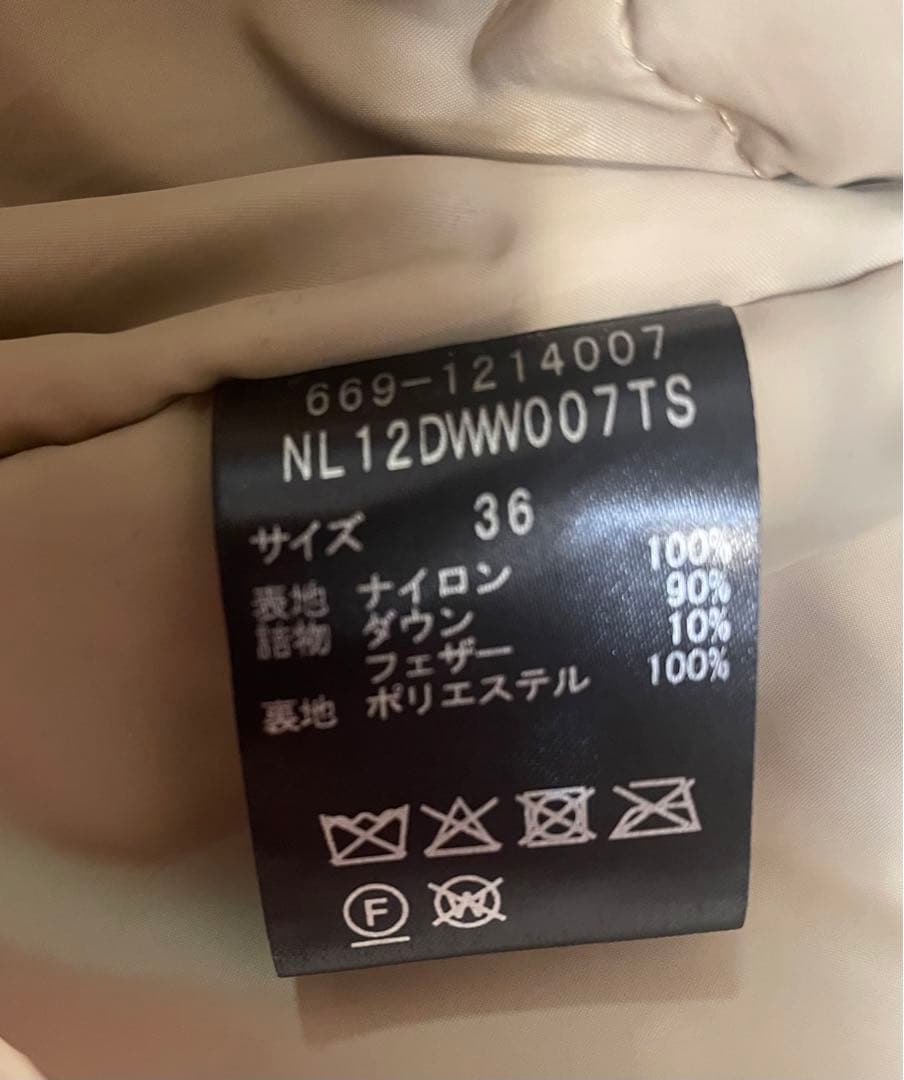 669-1214007
NL12DWW007TS
サイズ 36
表地 ナイロン 100%
詰物 ダウン 90%
フェザー 10%
裏地 ポリエステル 100%
F W